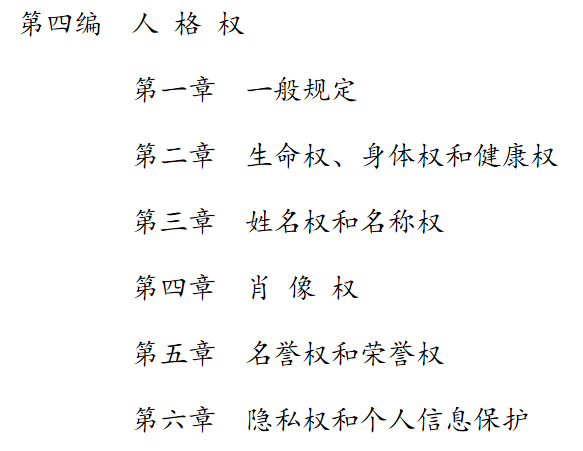 第四编 人 格 权
第一章 一般规定
第二章 生命权、身体权和健康权
第三章 姓名权和名称权
第四章 肖 像 权
第五章 名誉权和荣誉权
第六章 隐私权和个人信息保护